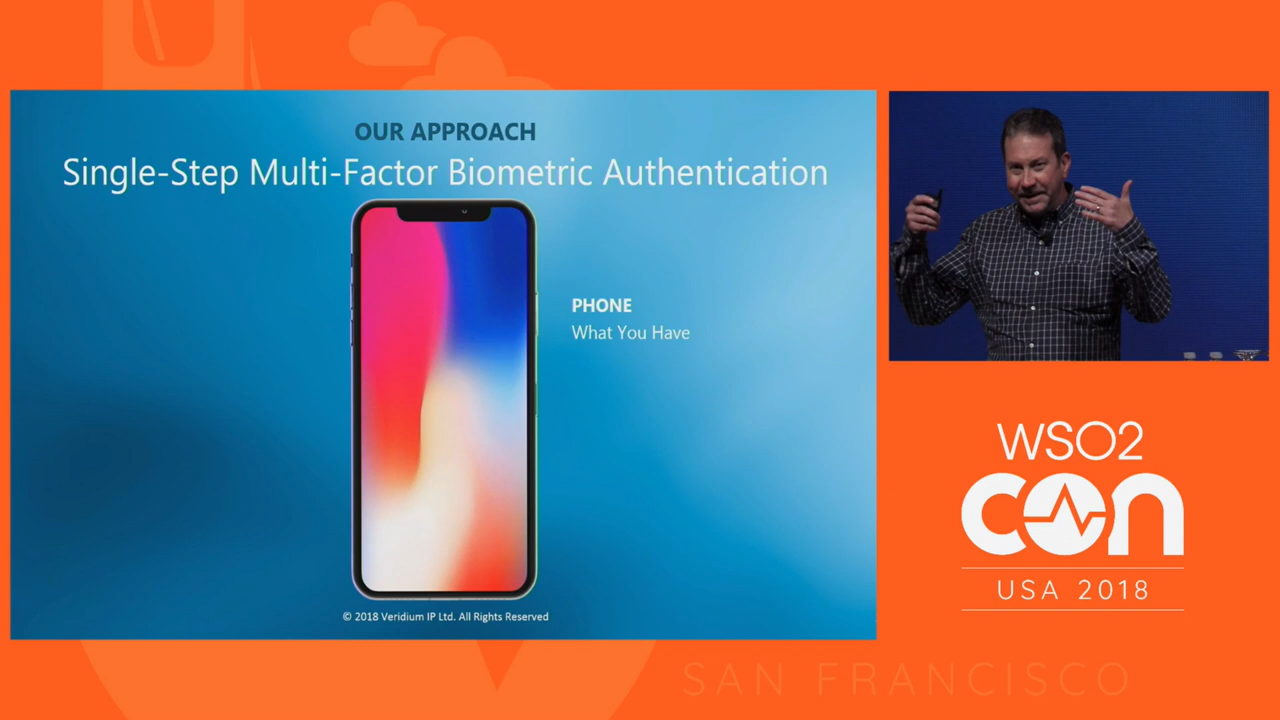 OUR APPROACH
Single-Step Multi-Factor Biometric Authentication
PHONE
What You Have
© 2018 Veridium IP Ltd. All Rights Reserved
WSO2
CON
USA 2018
SAN FRANCISCO